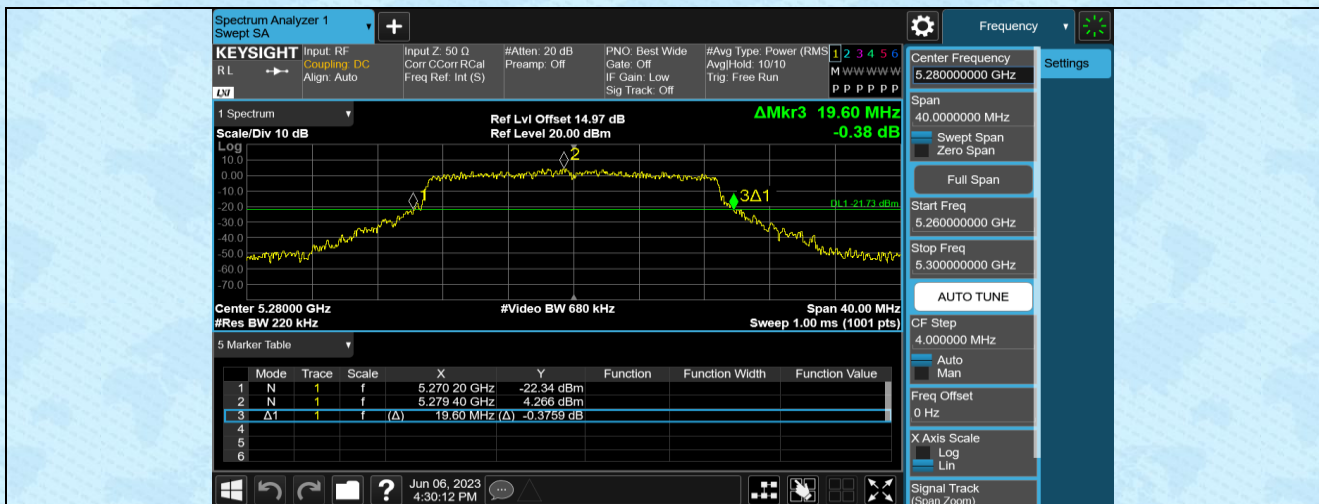 Spectrum Analyzer 1
Swept SA
+
Frequency
KEYSIGHT
RL
LXI
Input: RF
Coupling: DC
Align: Auto
Input Z: 50 Ω
Corr CCorr RCal
Freq Ref: Int (S)
#Atten: 20 dB
Preamp: Off
PNO: Best Wide
Gate: Off
IF Gain: Low
Sig Track: Off
#Avg Type: Power (RMS
Avg|Hold: 10/10
Trig: Free Run
1 2 3 4 5 6
M W W W W W
P P P P P P
1 Spectrum
Scale/Div 10 dB
Ref Lvl Offset 14.97 dB
Ref Level 20.00 dBm
ΔMkr3 19.60 MHz
-0.38 dB
Log
10.0
0.00
-10.0
-20.0
-30.0
-40.0
-50.0
-60.0
-70.0
1
2
3Δ1
DL1 -21.73 dBm
Center 5.28000 GHz
#Video BW 680 kHz
Span 40.00 MHz
#Res BW 220 kHz
Sweep 1.00 ms (1001 pts)
5 Marker Table
Mode Trace Scale X Y Function Function Width Function Value
1 N 1 f 5.270 20 GHz -22.34 dBm
2 N 1 f 5.279 40 GHz 4.266 dBm
3 Δ1 1 f (Δ) 19.60 MHz (Δ) -0.3759 dB
4
5
6
?
Jun 06, 2023
4:30:12 PM
Center Frequency
5.280000000 GHz
Settings
Span
40.0000000 MHz
Swept Span
Zero Span
Full Span
Start Freq
5.260000000 GHz
Stop Freq
5.300000000 GHz
AUTO TUNE
CF Step
4.000000 MHz
Auto
Man
Freq Offset
0 Hz
X Axis Scale
Log
Lin
Signal Track
(Span Zoom)